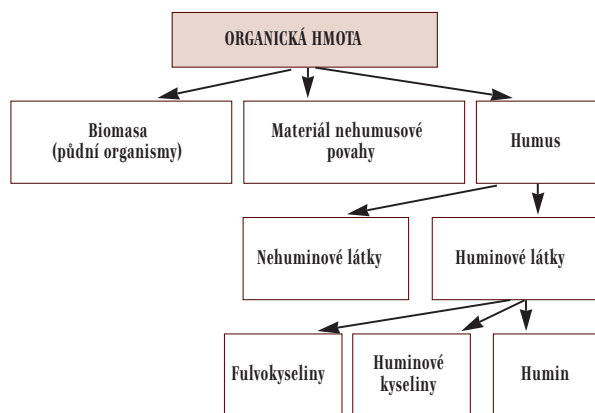 ORGANICKÁ HMOTA
Biomasa
(půdní organismy)
Materiál nehumusové
povahy
Humus
Nehuminové látky
Huminové látky
Fulvokyseliny
Huminové
kyseliny
Humin